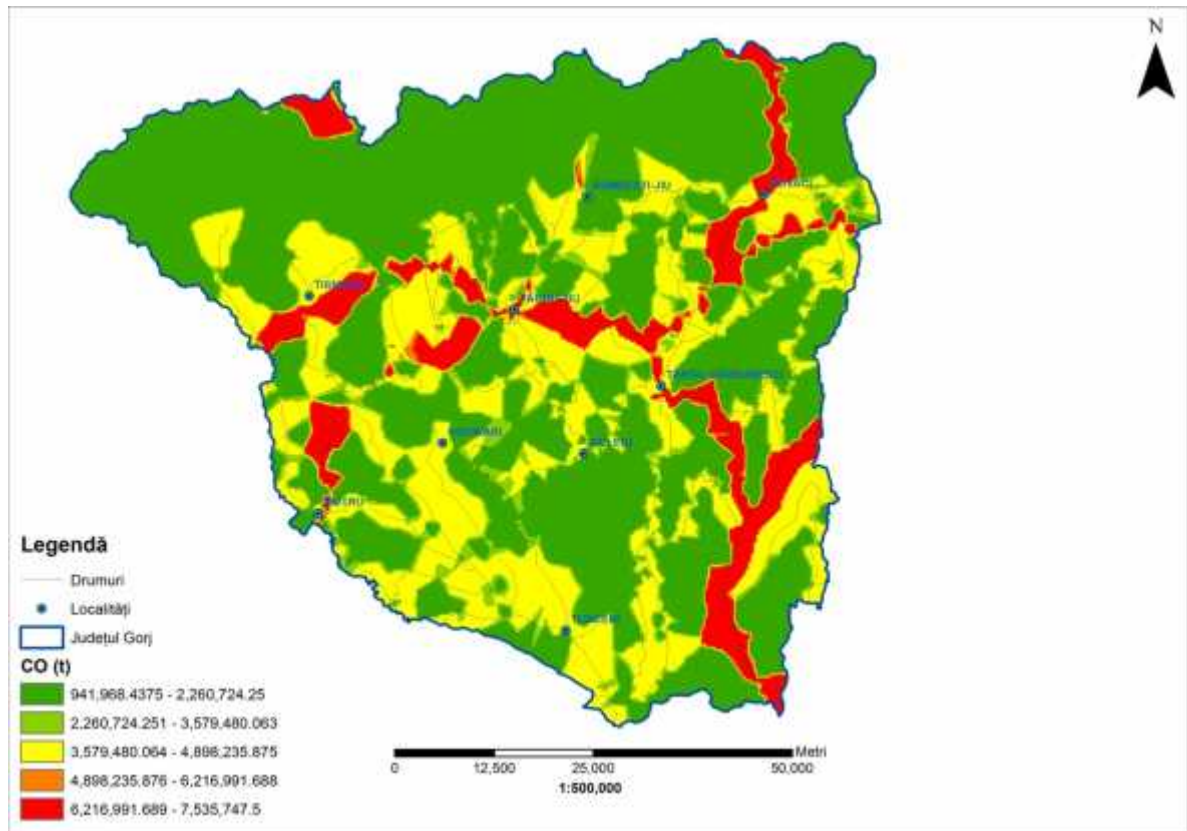 N
Legendă
Drumuri
Localități
Județul Gorj
CO (t)
941,968.4375 - 2,260,724.25
2,260,724.251 - 3,579,480.063
3,579,480.064 - 4,898,235.875
4,898,235.876 - 6,216,991.688
6,216,991.689 - 7,535,747.5
Metri
0 12,500 25,000 50,000
1:500,000